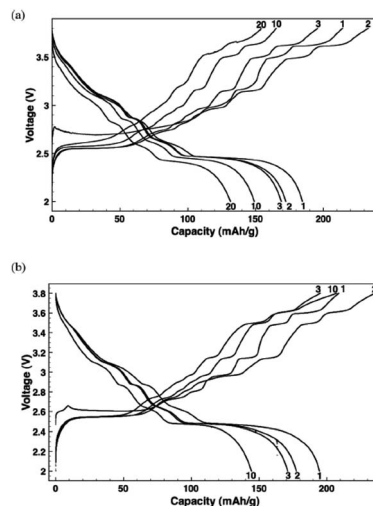 (a)
20 10 3 1 2
3.5
3
2.5
2
Voltage (V)
20 10 3 2 1
0 50 100 150 200
Capacity (mAh/g)
(b)
3.8
3 10 1
3.6
3.4
3.2
3.0
2.8
2.6
2.4
2.2
2.0
Voltage (V)
10 3 2 1
0 50 100 150 200
Capacity (mAh/g)